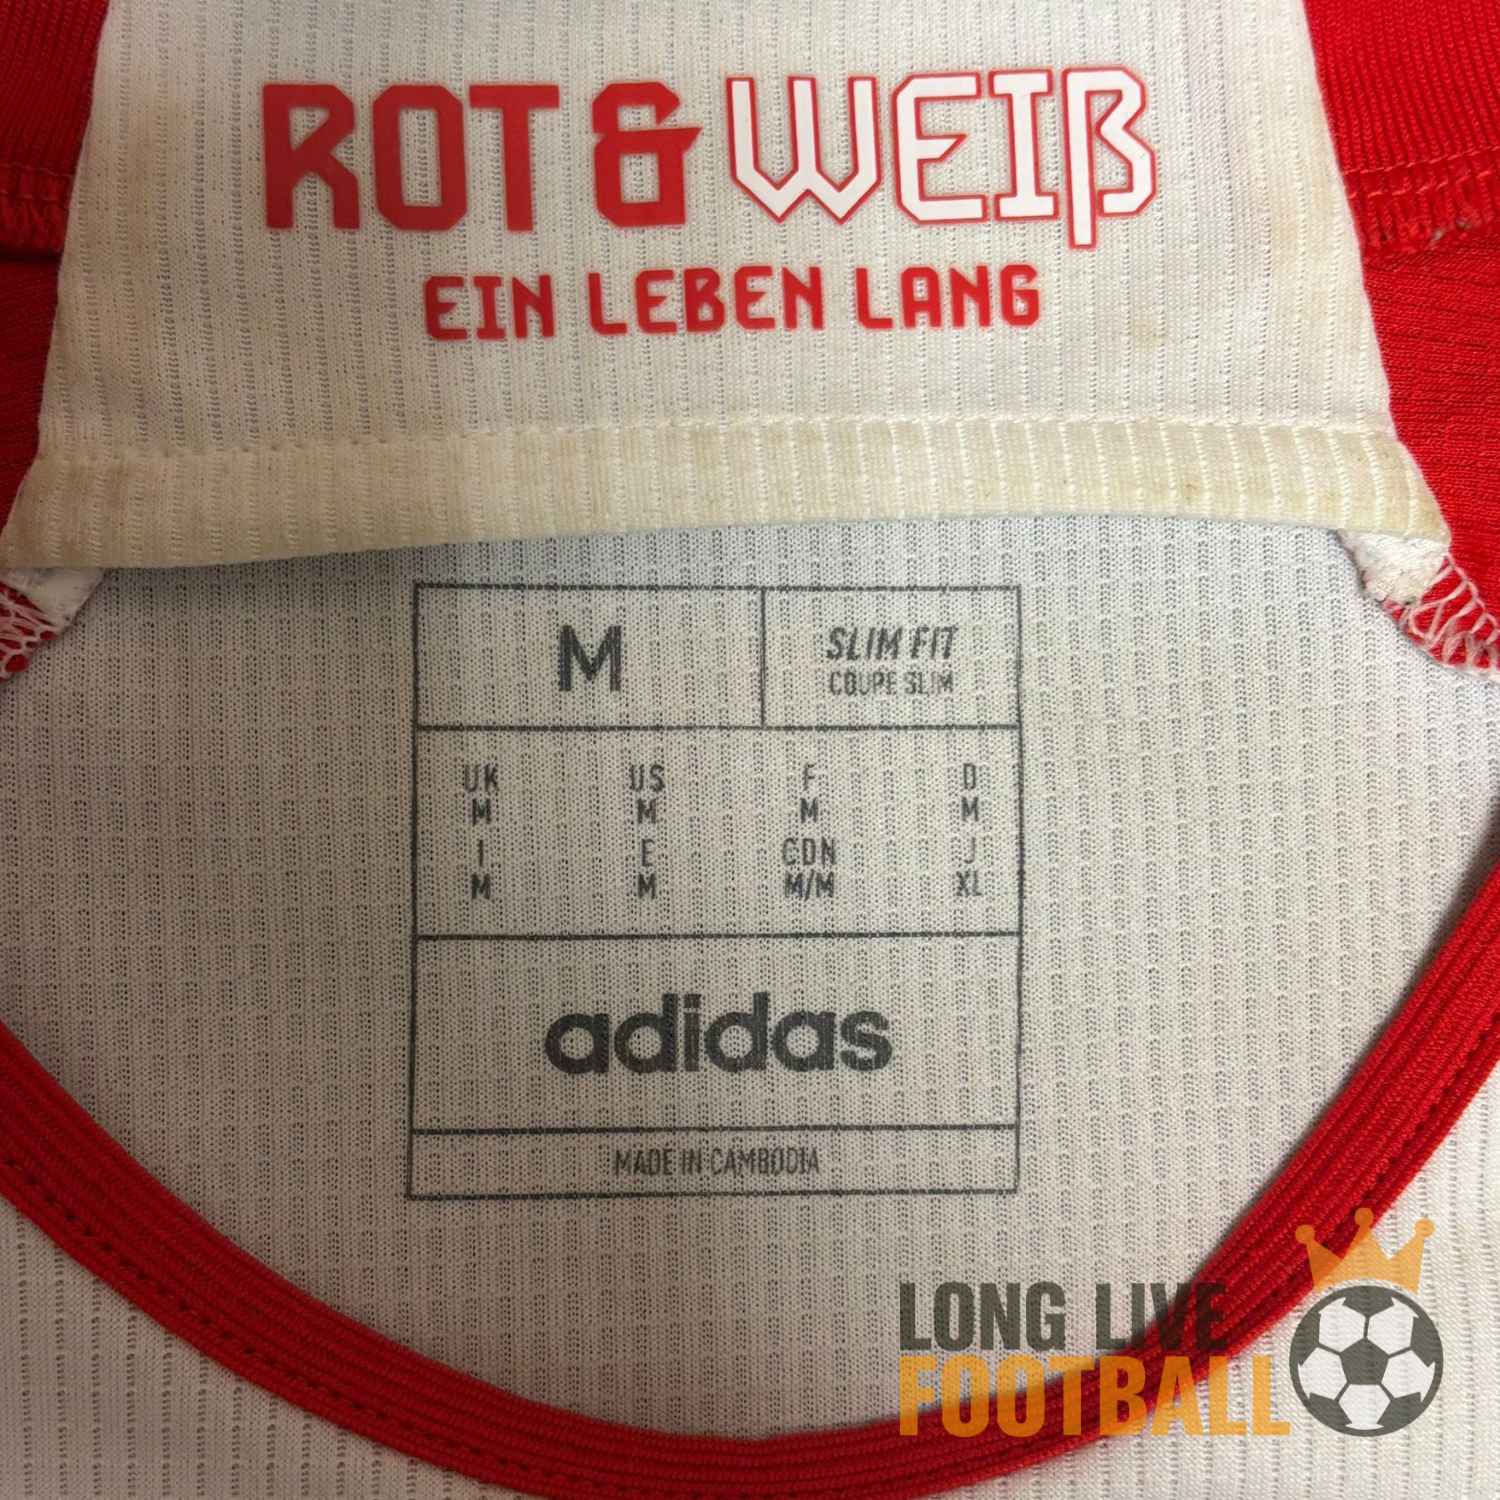 ROT & WEIß
EIN LEBEN LANG
M
SLIM FIT
COUPE SLIM
UK US F D
M M M M
I E CDN J
M M M/M XL
adidas
MADE IN CAMBODIA
LONG LIVE
FOOTBALL